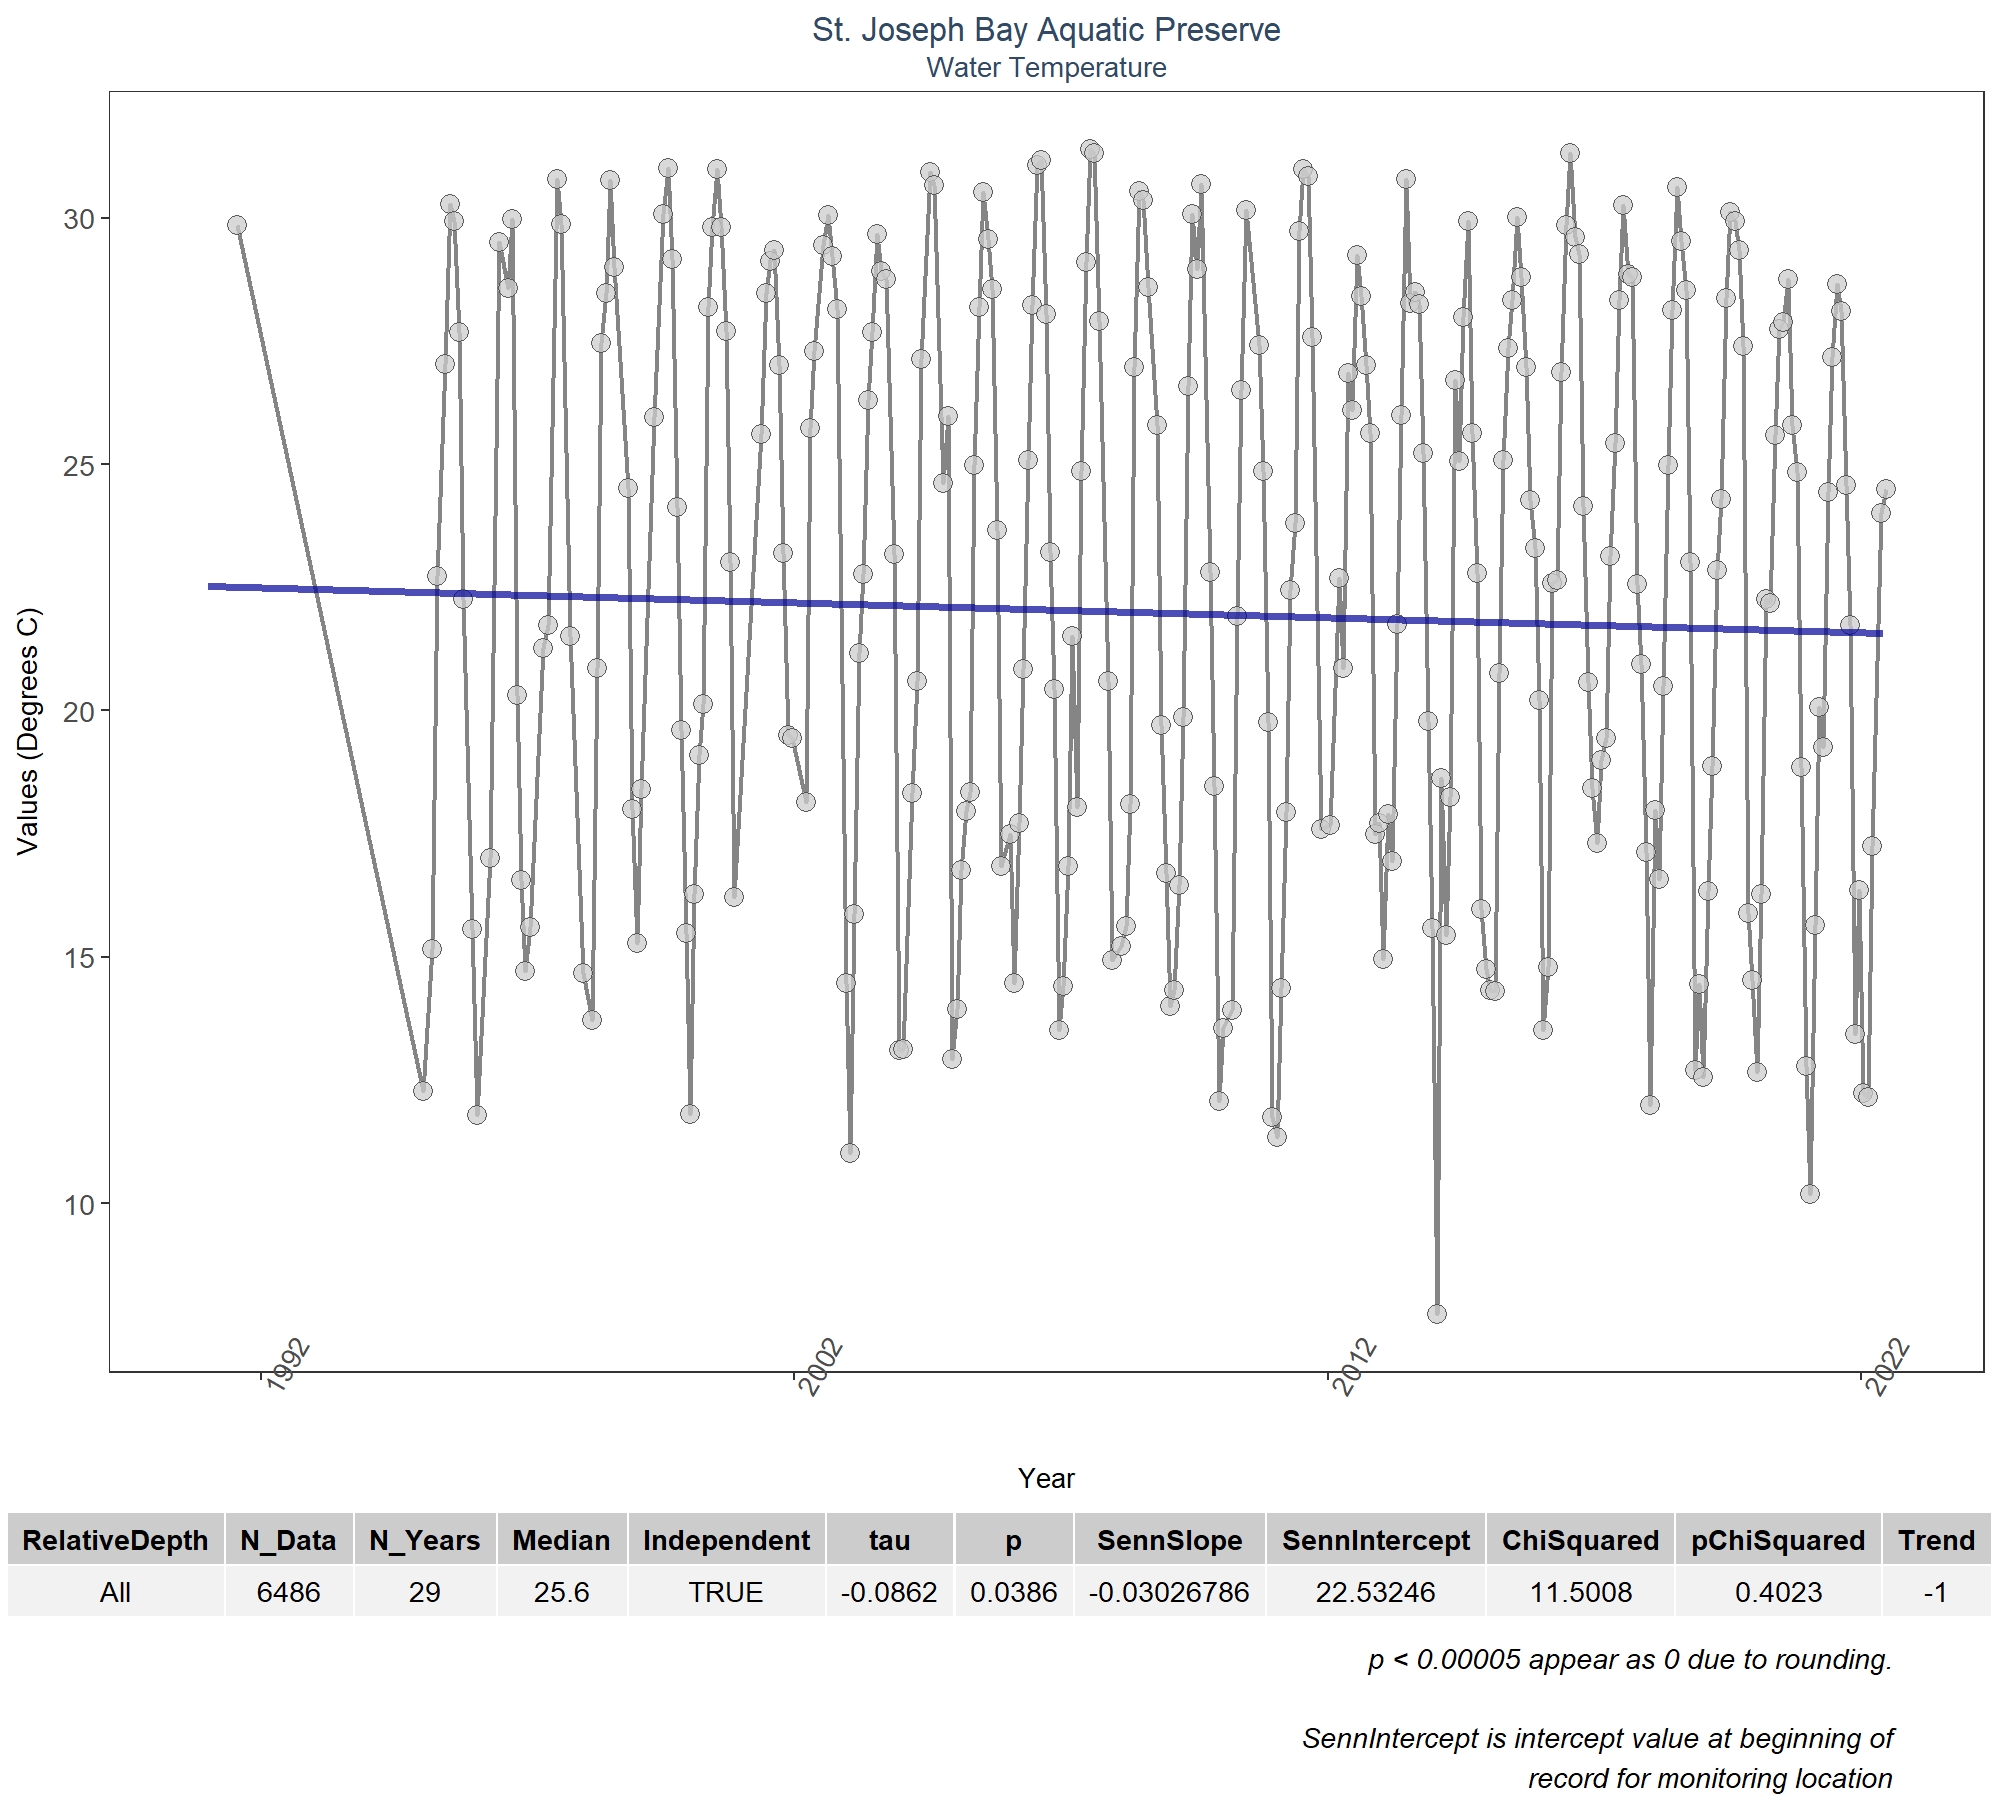 St. Joseph Bay Aquatic Preserve
Water Temperature
Values (Degrees C)
30
25
20
15
10
1992
2002
2012
2022
Year
RelativeDepth N_Data N_Years Median Independent tau p SennSlope SennIntercept ChiSquared pChiSquared Trend
All 6486 29 25.6 TRUE -0.0862 0.0386 -0.03026786 22.53246 11.5008 0.4023 -1
p < 0.00005 appear as 0 due to rounding.
SennIntercept is intercept value at beginning of
record for monitoring location